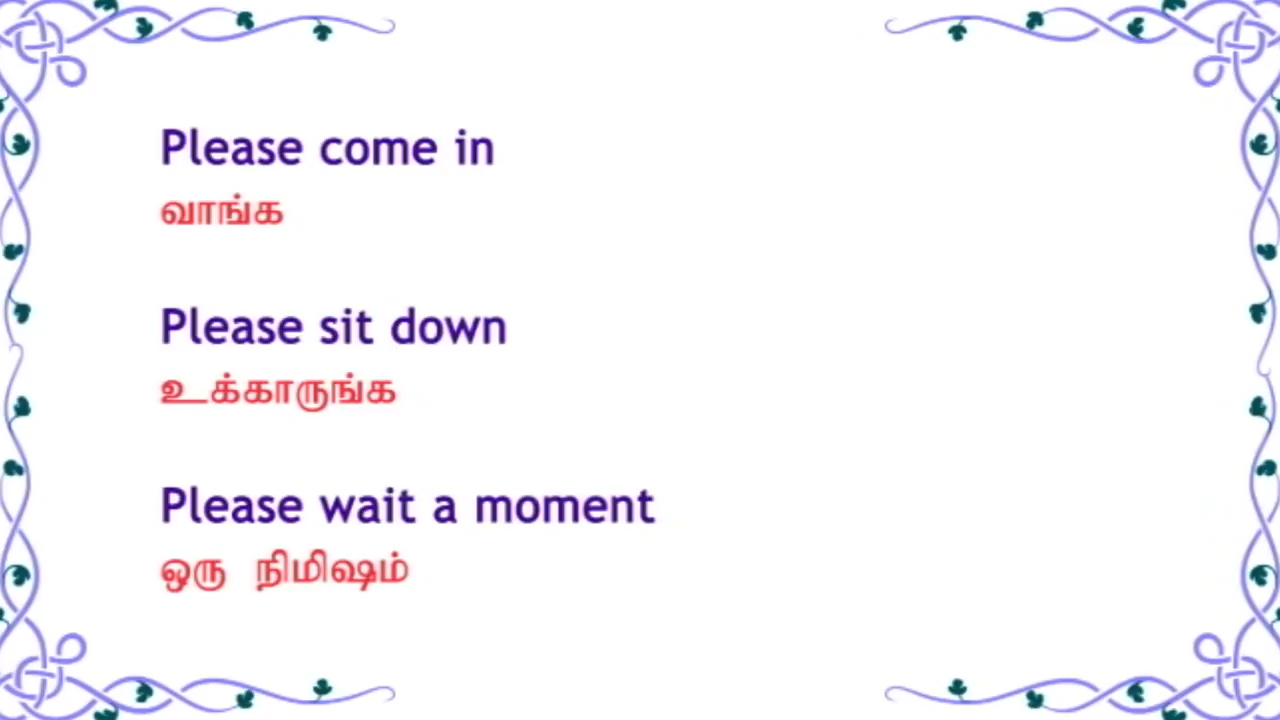 Please come in
வாங்க
Please sit down
உக்காருங்க
Please wait a moment
ஒரு நிமிஷம்